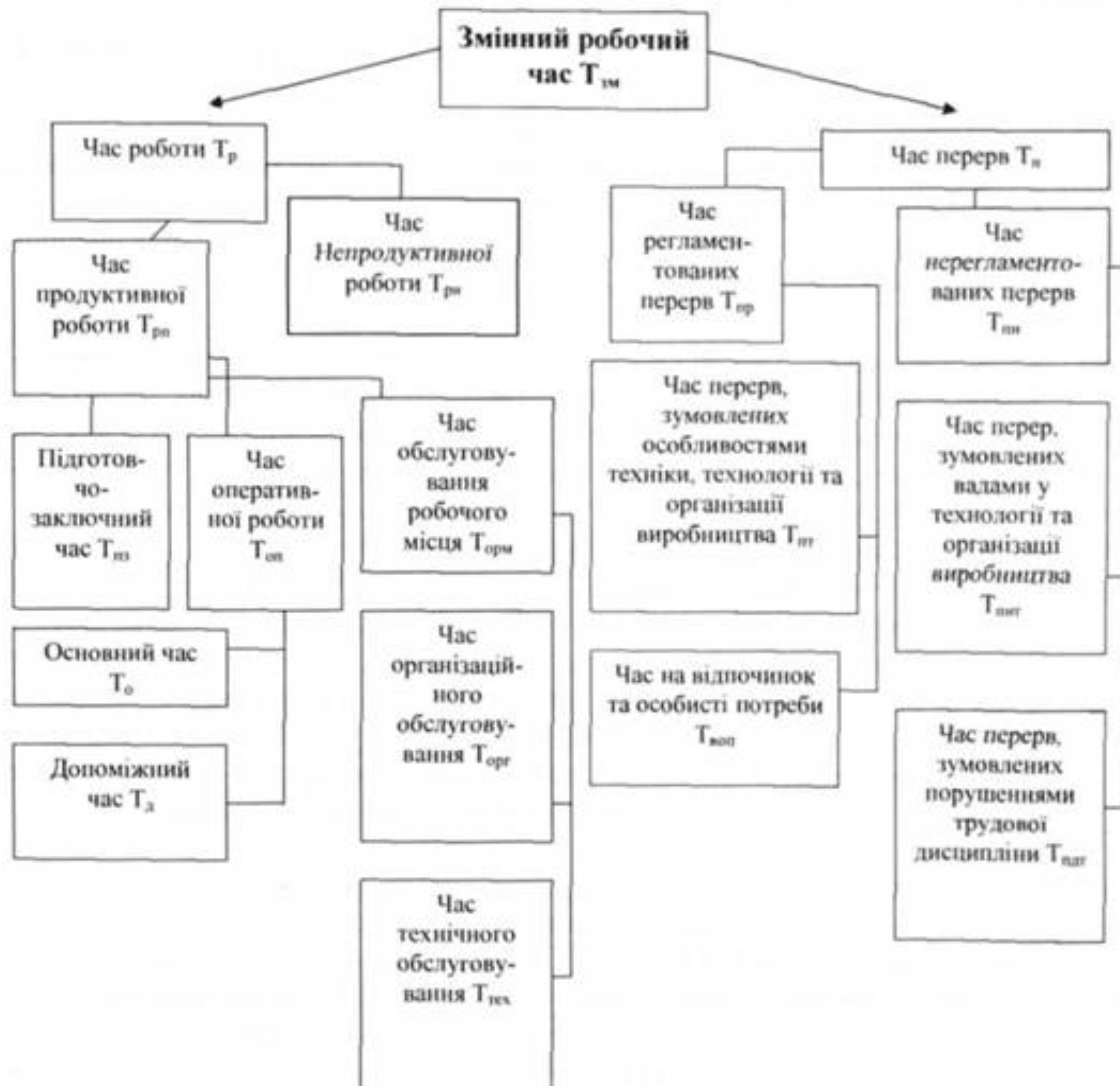 Змінний робочий
час Тзм
Час роботи Тр
Час перерв Тп
Час
Непродуктивної
роботи Трн
Час
регламен-
тованих
перерв Тпр
Час
нерегламенто-
ваних перерв
Тпн
Час
продуктивної
роботи Трп
Час перерв,
зумовлених
особливостями
техніки, технології та
організації
виробництва Тпт
Час перер,
зумовлених
вадами у
технології та
організації
виробництва
Тпнт
Підготов-
чо-
заключний
час Тпз
Час
оператив-
ної роботи
Топ
Час
обслугову-
вання
робочого
місця Торм
Основний час
То
Час
організацій-
ного
обслугову-
вання Торг
Час на відпочинок
та особисті потреби
Твоп
Допоміжний
час Тд
Час перерв,
зумовлених
порушеннями
трудової
дисципліни Тпдт
Час
технічного
обслугову-
вання Ттех